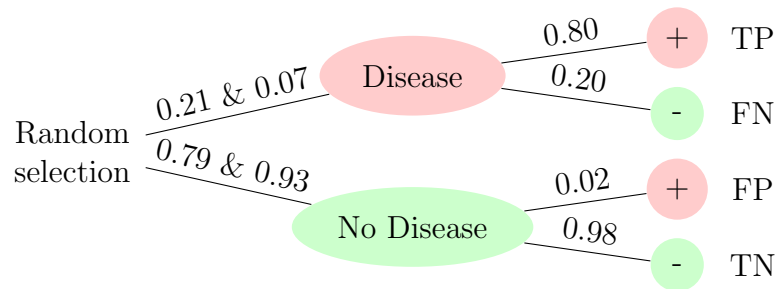 Random
selection
0.21 & 0.07
0.79 & 0.93
Disease
No Disease
0.80
0.20
0.02
0.98
+ TP
- FN
+ FP
- TN